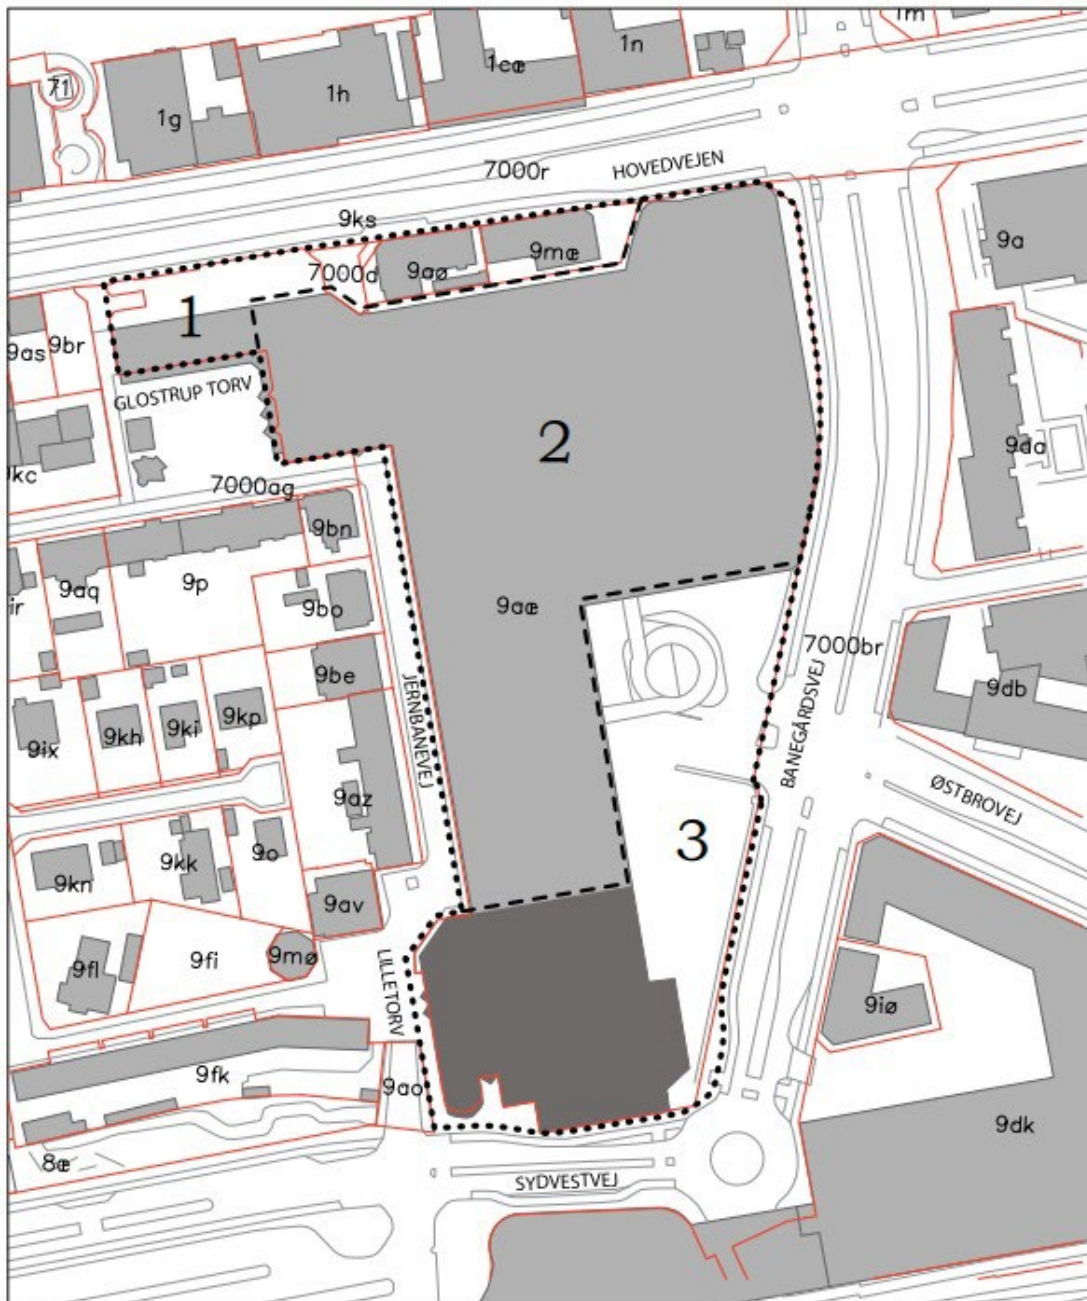 1m
1n
1cæ
71
1h
1g
7000r
HOVEDVEJEN
9ks
9a
9mæ
7000d
9aø
1
9as
9br
GLOSTRUP TORV
2
9da
9kc
7000ag
9bn
9aq
9p
ir
9bo
9aæ
7000br
9be
9db
9kp
JERNBANEVEJ
9ki
9kh
9ix
BANEGÅRDSVEJ
9az
ØSTBROVEJ
3
9o
9kk
9kn
9av
9mø
9fi
9fl
LILLETORV
9iø
9fk
9ao
9dk
8æ
SYDVESTVEJ